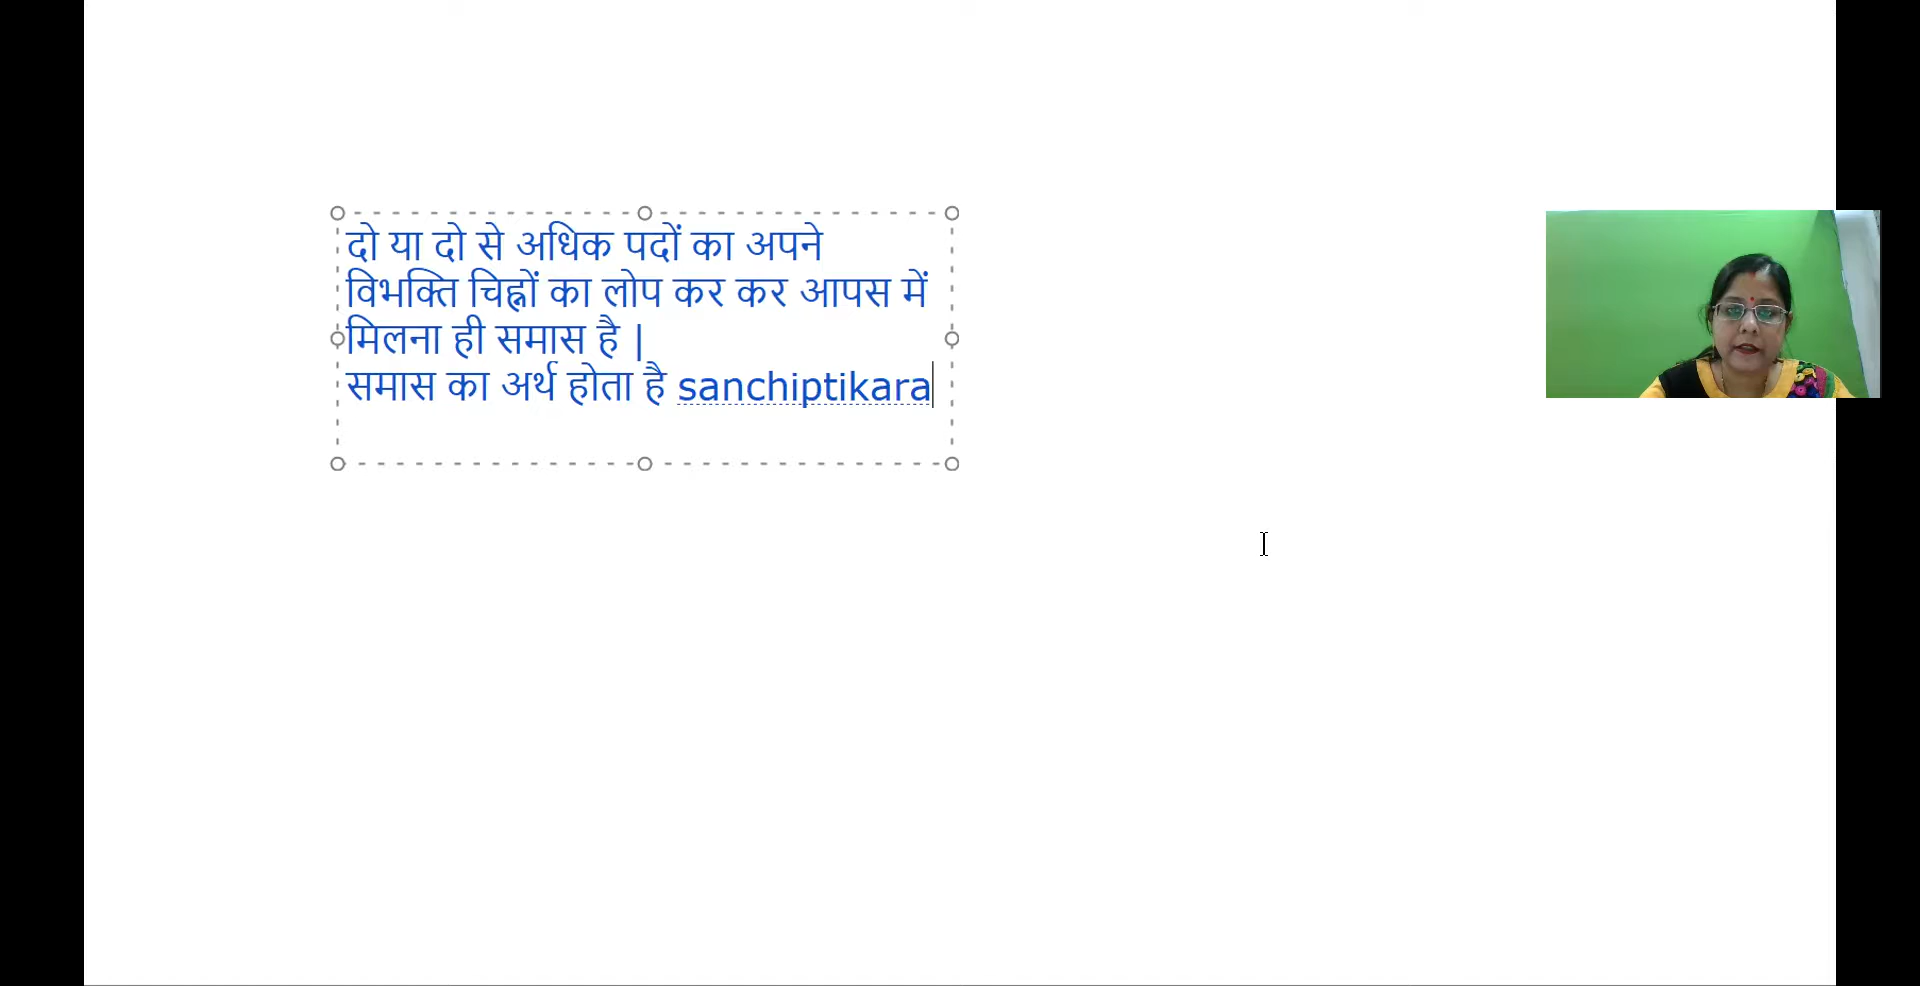 दो या दो से अधिक पदों का अपने
विभक्ति चिह्नों का लोप कर कर आपस में
मिलना ही समास है |
समास का अर्थ होता है sanchiptikara